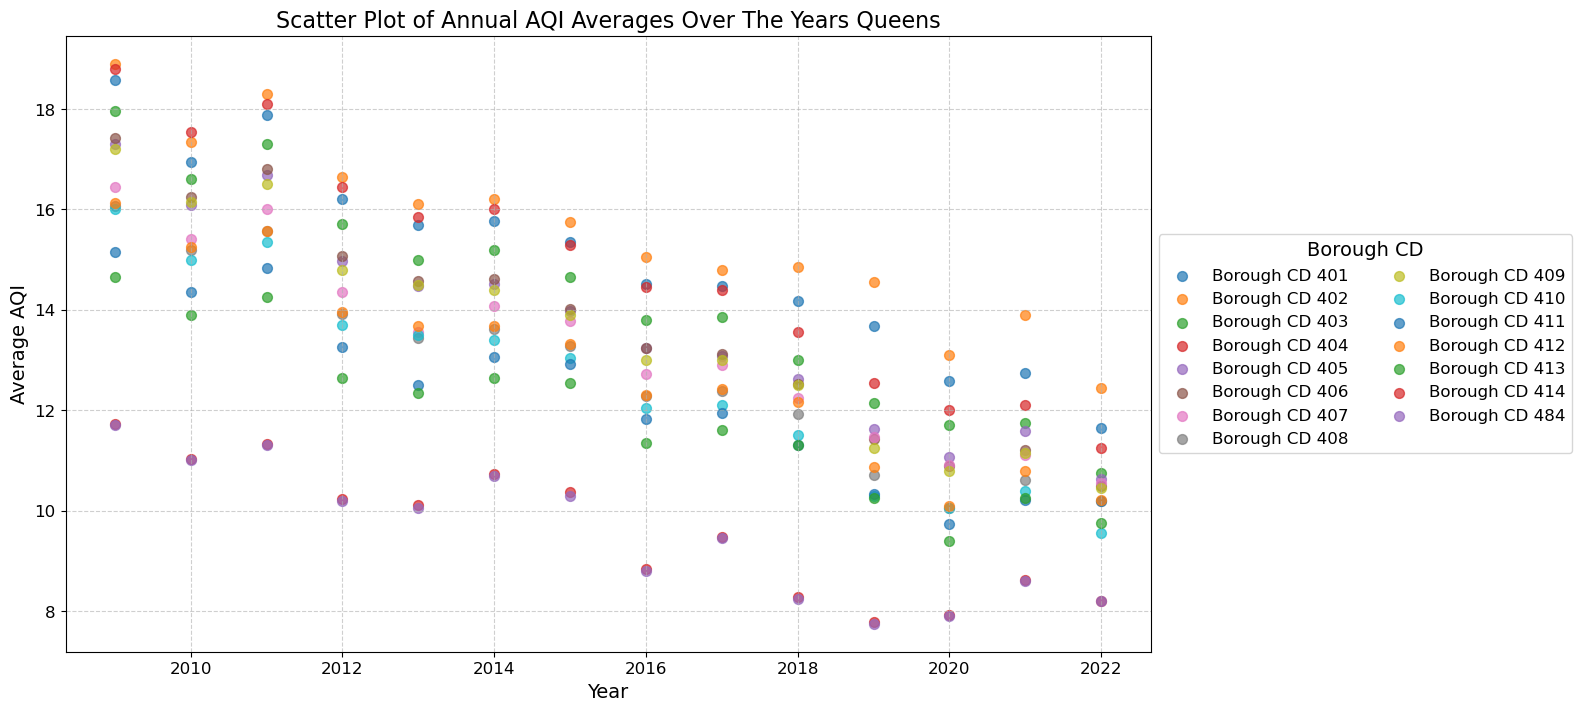 Scatter Plot of Annual AQI Averages Over The Years Queens
Average AQI
18
16
14
12
10
8
2010 2012 2014 2016 2018 2020 2022
Year
Borough CD
Borough CD 401
Borough CD 402
Borough CD 403
Borough CD 404
Borough CD 405
Borough CD 406
Borough CD 407
Borough CD 408
Borough CD 409
Borough CD 410
Borough CD 411
Borough CD 412
Borough CD 413
Borough CD 414
Borough CD 484